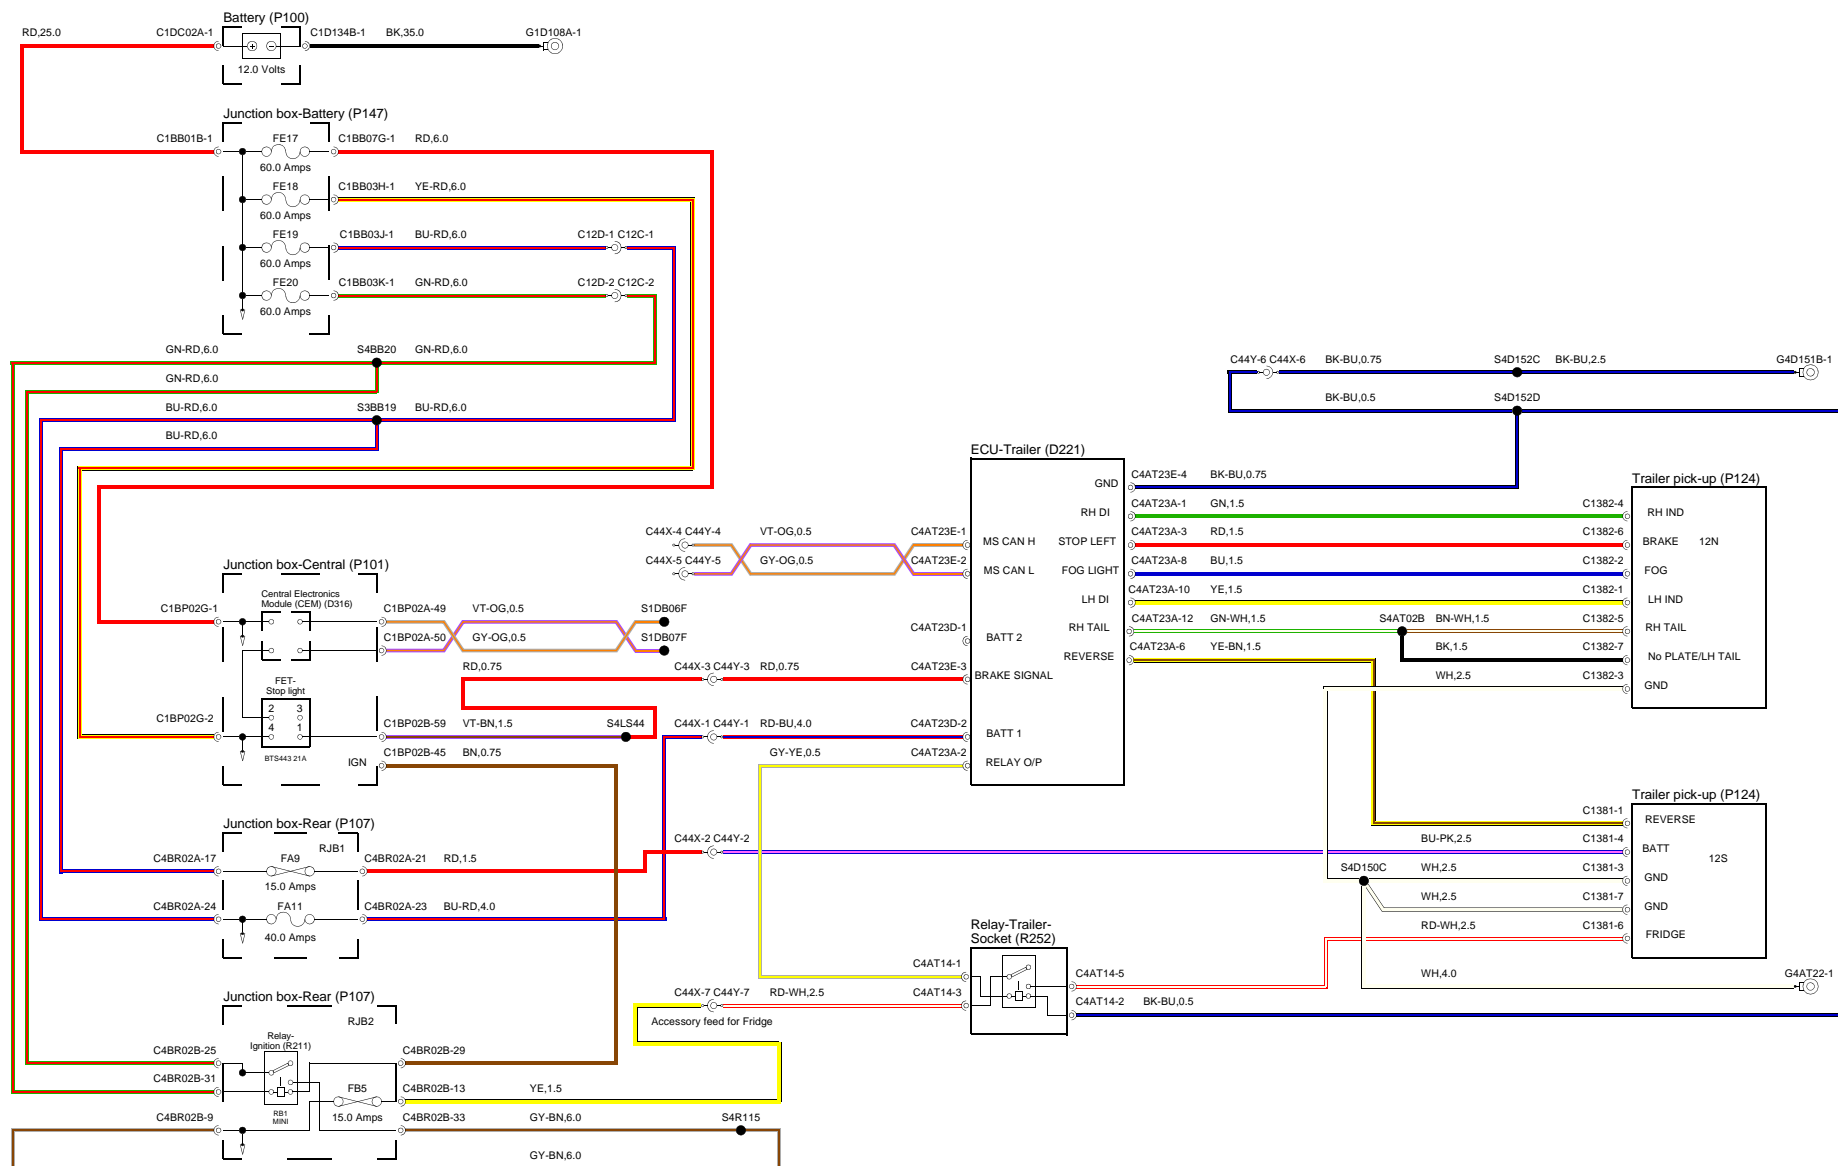 Battery (P100)
RD,25.0 C1DC02A-1 C1D134B-1 BK,35.0 G1D108A-1
12.0 Volts
Junction box-Battery (P147)
C1BB01B-1 FE17 C1BB07G-1 RD,6.0
60.0 Amps
FE18 C1BB03H-1 YE-RD,6.0
60.0 Amps
FE19 C1BB03J-1 BU-RD,6.0 C12D-1 C12C-1
60.0 Amps
FE20 C1BB03K-1 GN-RD,6.0 C12D-2 C12C-2
60.0 Amps
GN-RD,6.0 S4BB20 GN-RD,6.0
GN-RD,6.0
BU-RD,6.0 S3BB19 BU-RD,6.0
BU-RD,6.0
C44Y-6 C44X-6 BK-BU,0.75 S4D152C BK-BU,2.5 G4D151B-1
BK-BU,0.5 S4D152D
ECU-Trailer (D221)
GND C4AT23E-4 BK-BU,0.75
RH DI C4AT23A-1 GN,1.5
MS CAN H STOP LEFT C4AT23A-3 RD,1.5
MS CAN L FOG LIGHT C4AT23A-8 BU,1.5
LH DI C4AT23A-10 YE,1.5
BATT 2 RH TAIL C4AT23A-12 GN-WH,1.5 S4AT02B BN-WH,1.5
REVERSE C4AT23A-6 YE-BN,1.5 BK,1.5
BRAKE SIGNAL WH,2.5
BATT 1
RELAY O/P
C44X-4 C44Y-4 VT-OG,0.5 C4AT23E-1
C44X-5 C44Y-5 GY-OG,0.5 C4AT23E-2
C4AT23D-1
RD,0.75 C44X-3 C44Y-3 RD,0.75 C4AT23E-3
C44X-1 C44Y-1 RD-BU,4.0 C4AT23D-2
GY-YE,0.5 C4AT23A-2
Trailer pick-up (P124)
C1382-4 RH IND
C1382-6 BRAKE 12N
C1382-2 FOG
C1382-1 LH IND
C1382-5 RH TAIL
C1382-7 No PLATE/LH TAIL
C1382-3 GND
Junction box-Central (P101)
Central Electronics
Module (CEM) (D316)
C1BP02G-1 C1BP02A-49 VT-OG,0.5 S1DB06F
C1BP02A-50 GY-OG,0.5 S1DB07F
FET-
Stop light
2 3
4 1
C1BP02G-2 C1BP02B-59 VT-BN,1.5 S4LS44
BTS443 21A
IGN C1BP02B-45 BN,0.75
Trailer pick-up (P124)
C1381-1 REVERSE
BU-PK,2.5 C1381-4 BATT
12S
S4D150C WH,2.5 C1381-3 GND
WH,2.5 C1381-7 GND
RD-WH,2.5 C1381-6 FRIDGE
WH,4.0 G4AT22-1
Junction box-Rear (P107)
RJB1
C4BR02A-17 FA9 C4BR02A-21 RD,1.5 C44X-2 C44Y-2
15.0 Amps
C4BR02A-24 FA11 C4BR02A-23 BU-RD,4.0
40.0 Amps
Relay-Trailer-
Socket (R252)
C4AT14-1 C4AT14-5
C44X-7 C44Y-7 RD-WH,2.5 C4AT14-3 C4AT14-2 BK-BU,0.5
Accessory feed for Fridge
Junction box-Rear (P107)
RJB2
Relay-
Ignition (R211)
C4BR02B-25 C4BR02B-29
C4BR02B-31 FB5 C4BR02B-13 YE,1.5
RB1
MINI
15.0 Amps
C4BR02B-9 C4BR02B-33 GY-BN,6.0 S4R115
GY-BN,6.0